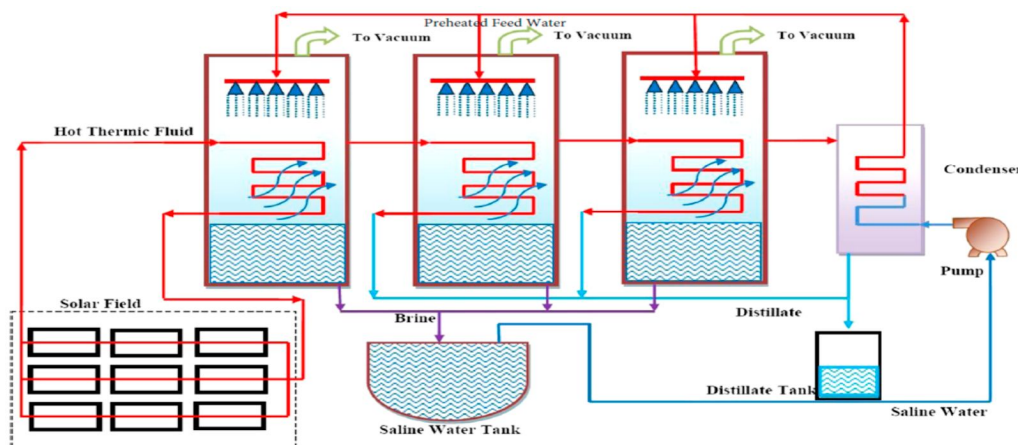 Preheated Feed Water
To Vacuum
To Vacuum
To Vacuum
Hot Thermic Fluid
Condenser
Pump
Solar Field
Brine
Distillate
Distillate Tank
Saline Water
Saline Water Tank